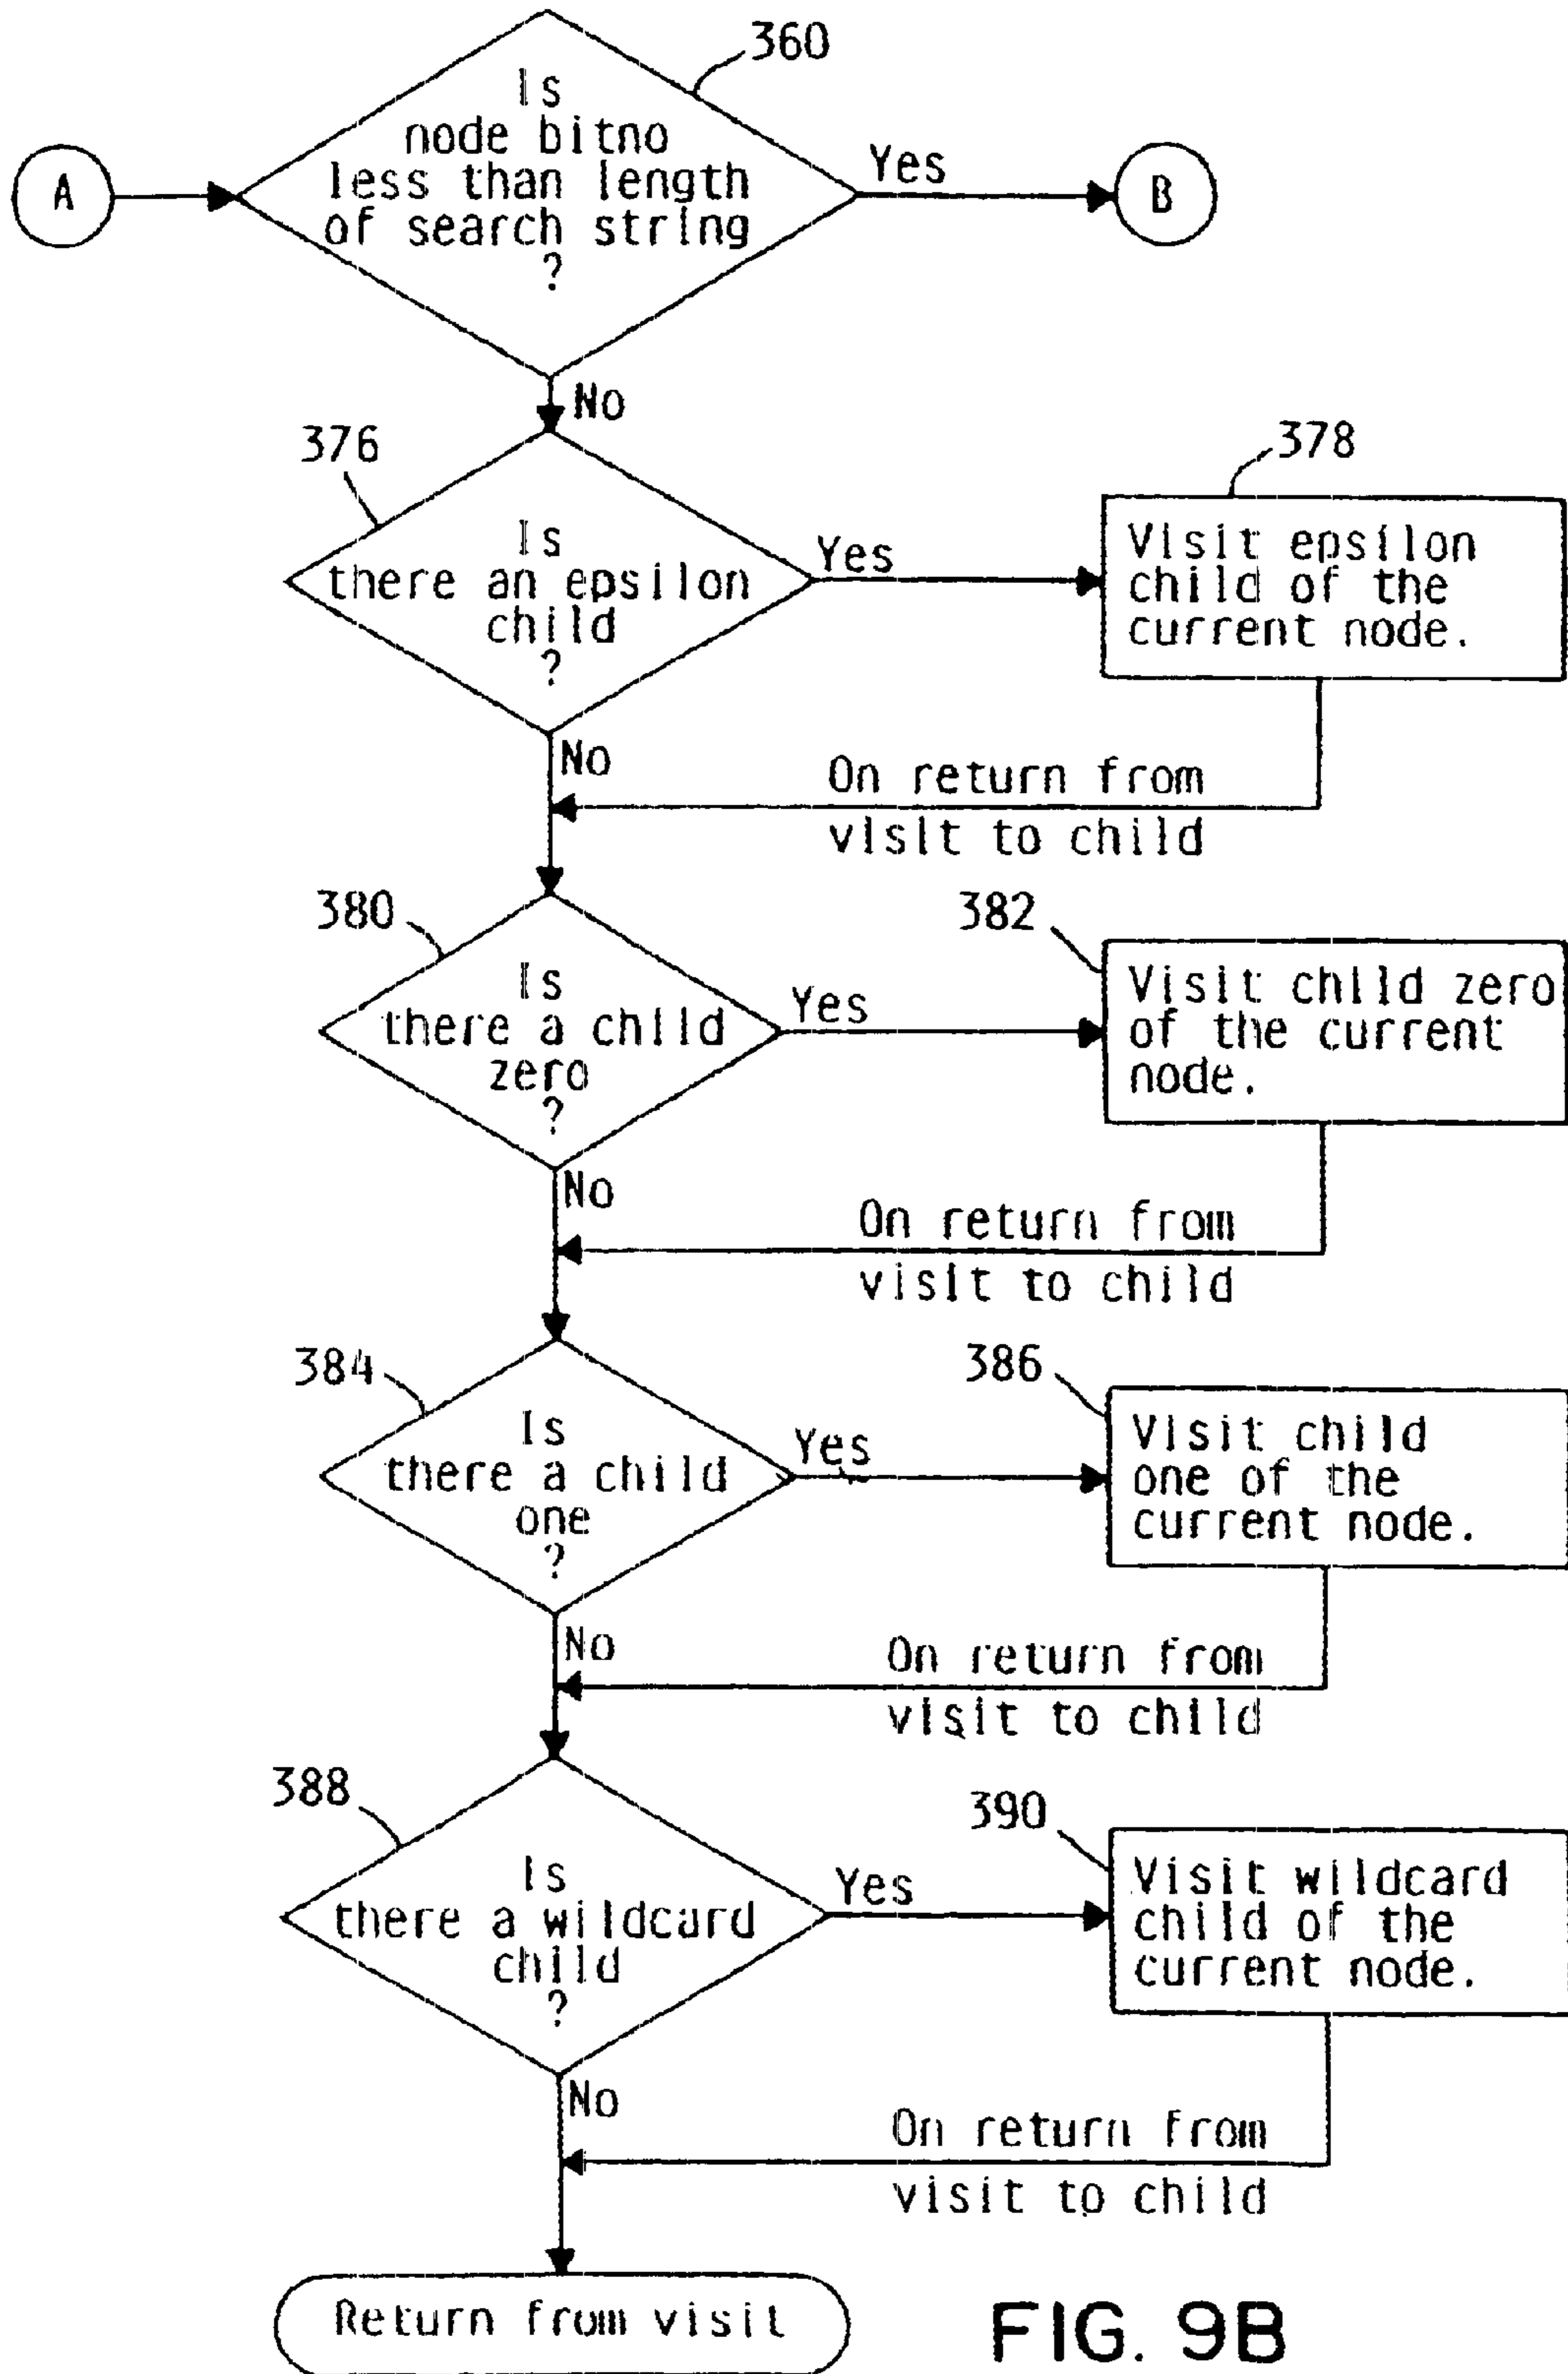 360
Is
node bitno
less than length
of search string
?
A
Yes
B
No
376
378
Is
there an epsilon
child
?
Yes
Visit epsilon
child of the
current node.
No
On return from
visit to child
380
382
Is
there a child
zero
?
Yes
Visit child zero
of the current
node.
No
On return from
visit to child
384
386
Is
there a child
one
?
Yes
Visit child
one of the
current node.
No
On return from
visit to child
388
390
Is
there a wildcard
child
?
Yes
Visit wildcard
child of the
current node.
No
On return from
visit to child
Return from visit
FIG. 9B